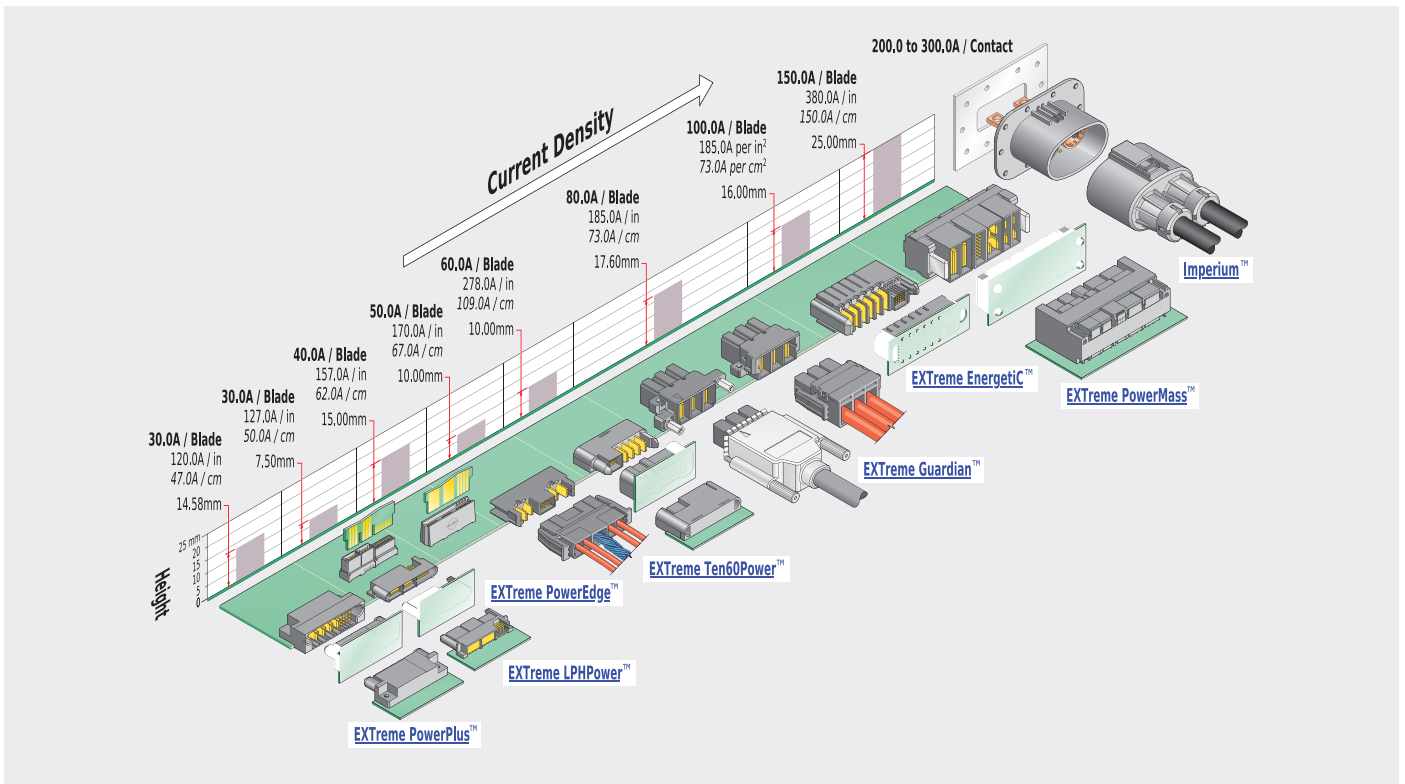 200.0 to 300.0A / Contact
150.0A / Blade
380.0A / in
150.0A / cm
25.00mm
Current Density
100.0A / Blade
185.0A per in²
73.0A per cm²
16.00mm
80.0A / Blade
185.0A / in
73.0A / cm
17.60mm
60.0A / Blade
278.0A / in
109.0A / cm
10.00mm
50.0A / Blade
170.0A / in
67.0A / cm
10.00mm
40.0A / Blade
157.0A / in
62.0A / cm
15.00mm
30.0A / Blade
127.0A / in
50.0A / cm
7.50mm
30.0A / Blade
120.0A / in
47.0A / cm
14.58mm
25 mm
20
15
10
5
0
Height
Imperium™
EXTreme EnergetiC™
EXTreme PowerMass™
EXTreme Guardian™
EXTreme Ten60Power™
EXTreme PowerEdge™
EXTreme LPHPower™
EXTreme PowerPlus™